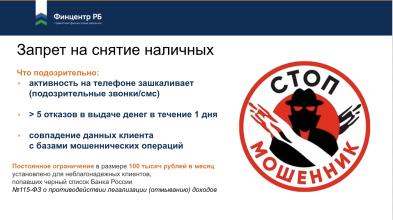 Финцентр РБ
Запрет на снятие наличных
Что подозрительно:
• активность на телефоне зашкаливает
(подозрительные звонки/смс)
• > 5 отказов в выдаче денег в течение 1 дня
• совпадение данных клиента
с базами мошеннических операций
Постоянное ограничение в размере 100 тысяч рублей в месяц
установлено для неблагонадежных клиентов,
попавших черный список Банка России
№115-ФЗ о противодействии легализации (отмыванию) доходов
СТОП
МОШЕННИК